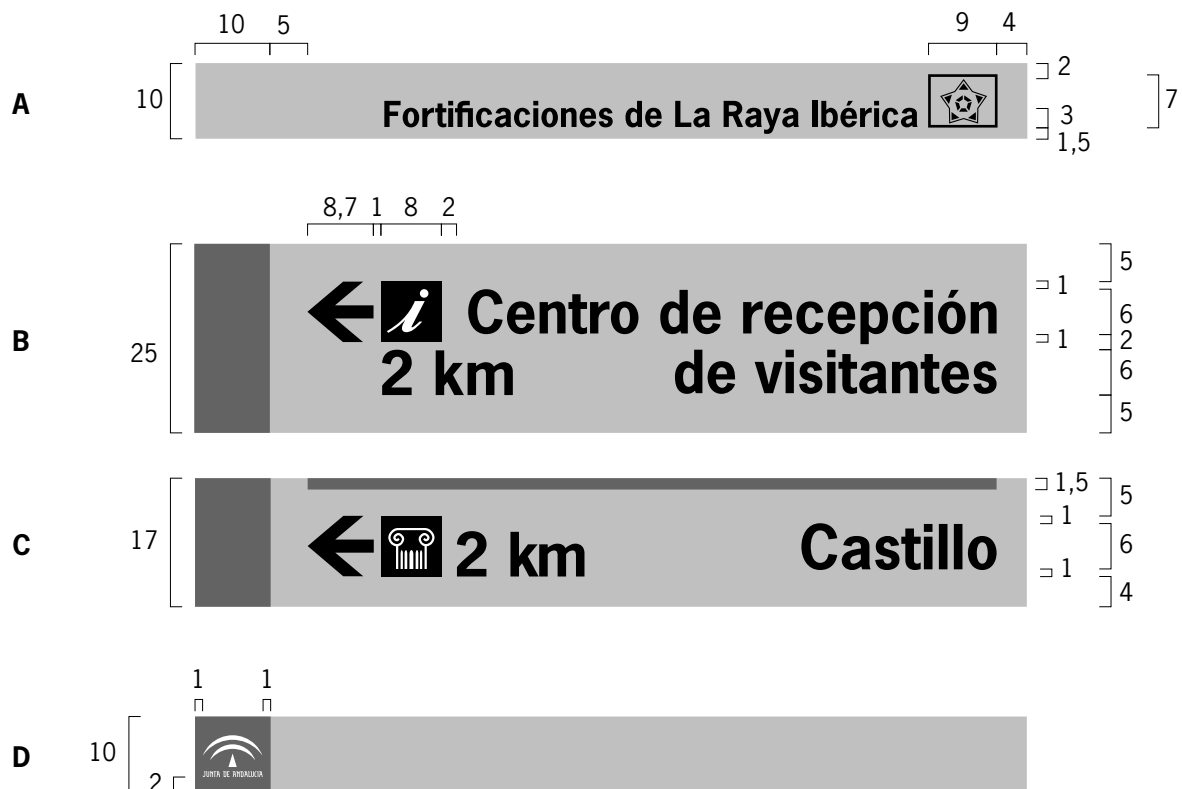 10 5 9 4
A 10 Fortificaciones de La Raya Ibérica 2 3 1,5 7
8,7 1 8 2
B 25 i Centro de recepción 1 1 5 6 2 6 5
2 km de visitantes
C 17 2 km Castillo 1,5 1 1 5 6 4
1 1
D 10 2 JUNTA DE ANDALUCIA